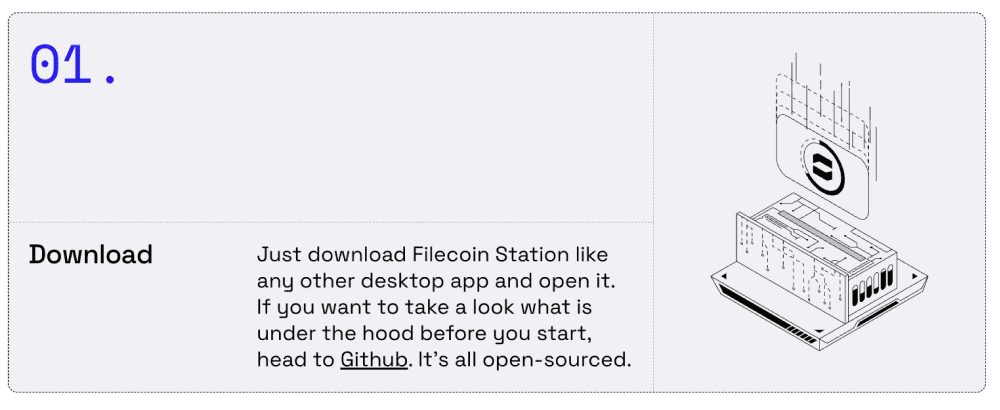 01.
Download
Just download Filecoin Station like
any other desktop app and open it.
If you want to take a look what is
under the hood before you start,
head to Github. It’s all open-sourced.